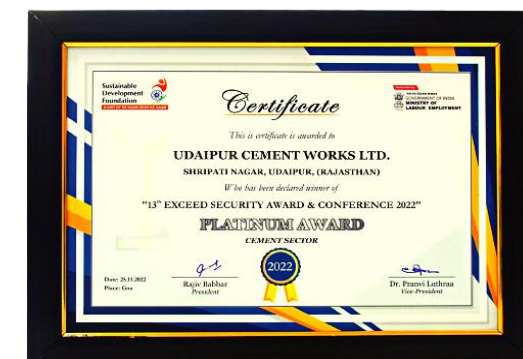 Sustainable
Development
Foundation
Certificate
GOVERNMENT OF INDIA
MINISTRY OF
LABOUR EMPLOYMENT
This is certificate is awarded to
UDAIPUR CEMENT WORKS LTD.
SHRIPATI NAGAR, UDAIPUR, (RAJASTHAN)
Who has been declared winner of
"13th EXCEED SECURITY AWARD & CONFERENCE 2022"
PLATINUM AWARD
CEMENT SECTOR
2022
Date: 25.11.2022
Place: Goa
Rajiv Babbar
President
Dr. Pranvi Luthraa
Vice-President